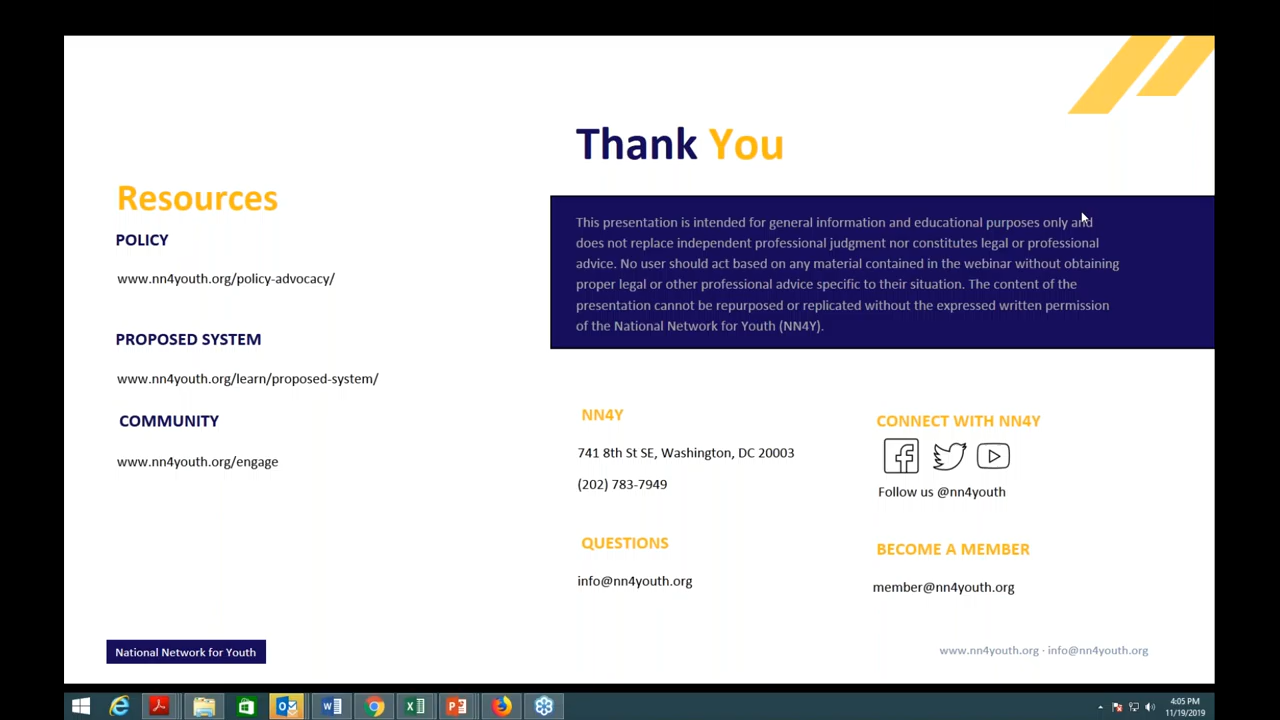 Resources
POLICY
www.nn4youth.org/policy-advocacy/
PROPOSED SYSTEM
www.nn4youth.org/learn/proposed-system/
COMMUNITY
www.nn4youth.org/engage
Thank You
This presentation is intended for general information and educational purposes only and
does not replace independent professional judgment nor constitutes legal or professional
advice. No user should act based on any material contained in the webinar without obtaining
proper legal or other professional advice specific to their situation. The content of the
presentation cannot be repurposed or replicated without the expressed written permission
of the National Network for Youth (NN4Y).
NN4Y
741 8th St SE, Washington, DC 20003
(202) 783-7949
QUESTIONS
info@nn4youth.org
CONNECT WITH NN4Y
Follow us @nn4youth
BECOME A MEMBER
member@nn4youth.org
National Network for Youth
www.nn4youth.org · info@nn4youth.org
4:05 PM
11/19/2019